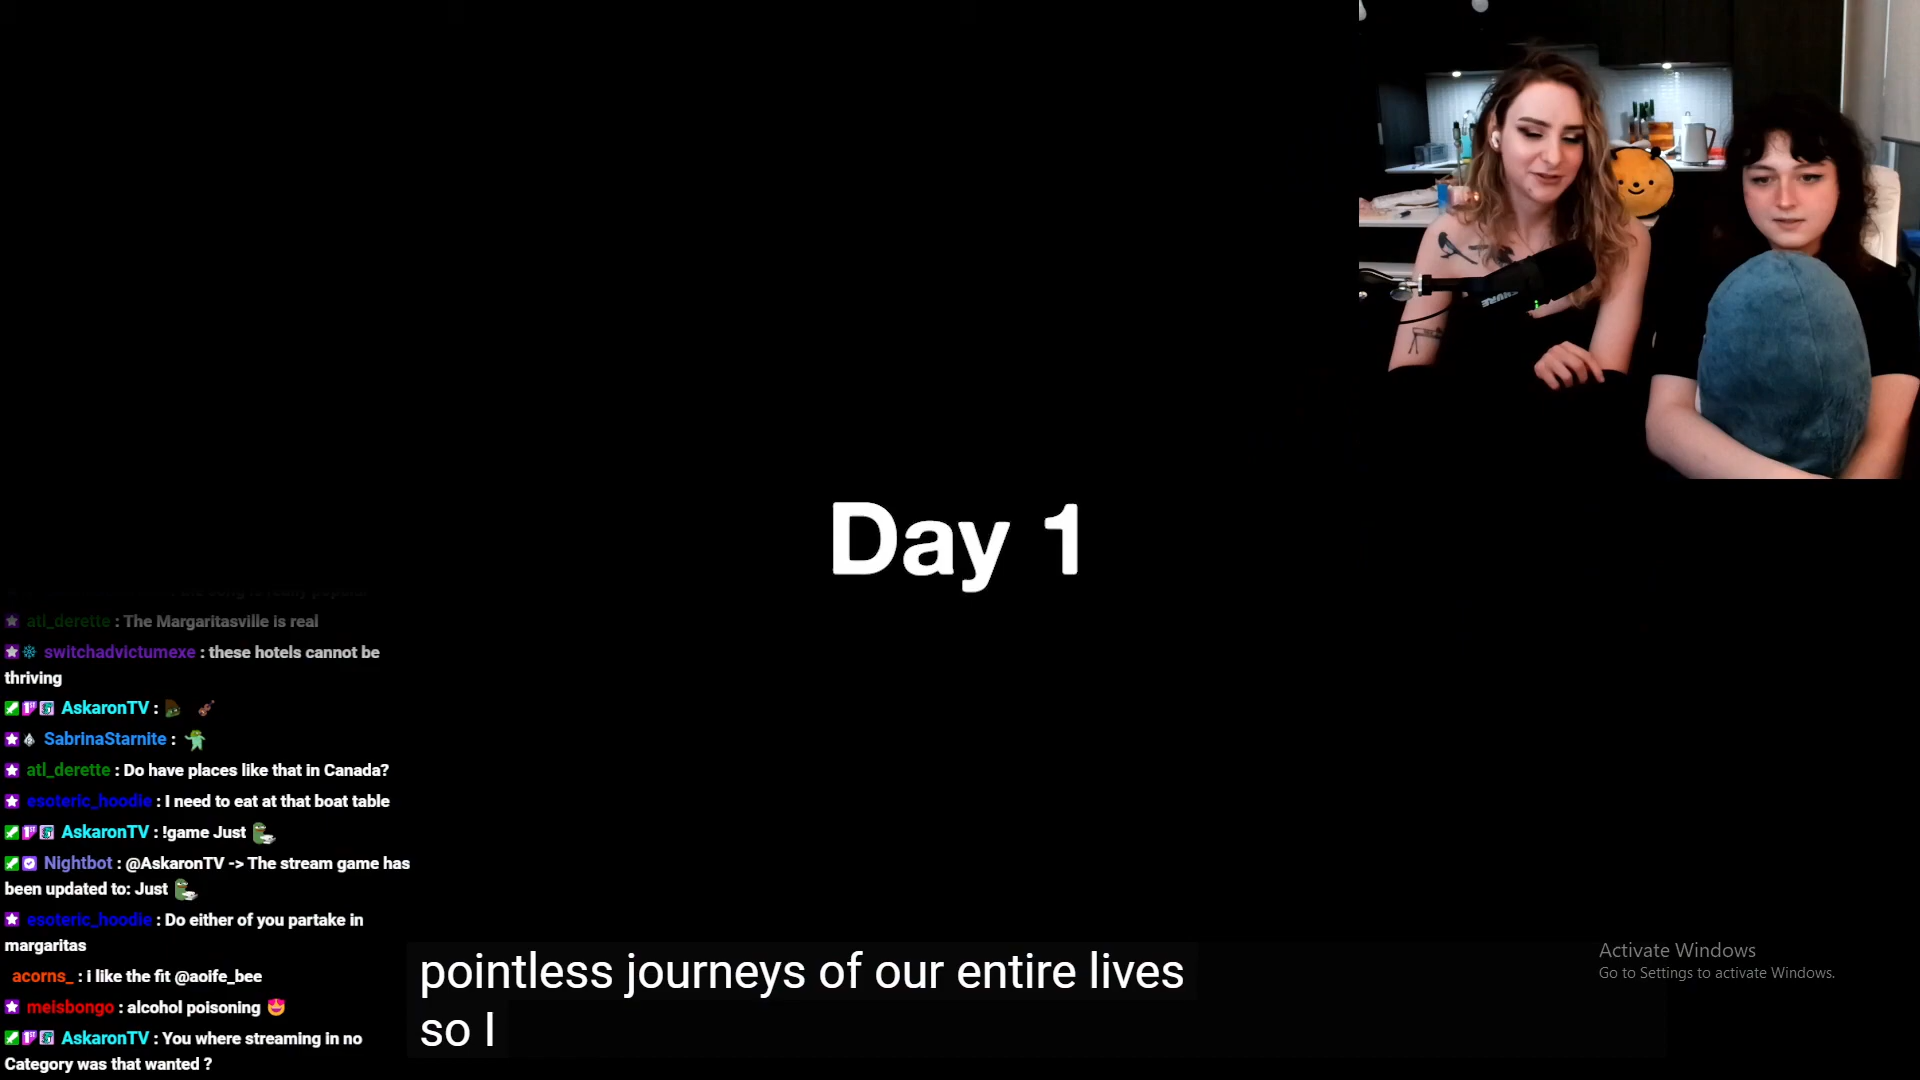 Day 1
atl_derette : The Margaritasville is real
switchadvictumexe : these hotels cannot be
thriving
AskaronTV :
SabrinaStarnite :
atl_derette : Do have places like that in Canada?
esoteric_hoodie : I need to eat at that boat table
AskaronTV : !game Just
Nightbot : @AskaronTV -> The stream game has
been updated to: Just
esoteric_hoodie : Do either of you partake in
margaritas
acorns_ : i like the fit @aoife_bee
meisbongo : alcohol poisoning 😍
AskaronTV : You where streaming in no
Category was that wanted ?
pointless journeys of our entire lives
so I
Activate Windows
Go to Settings to activate Windows.
SHURE